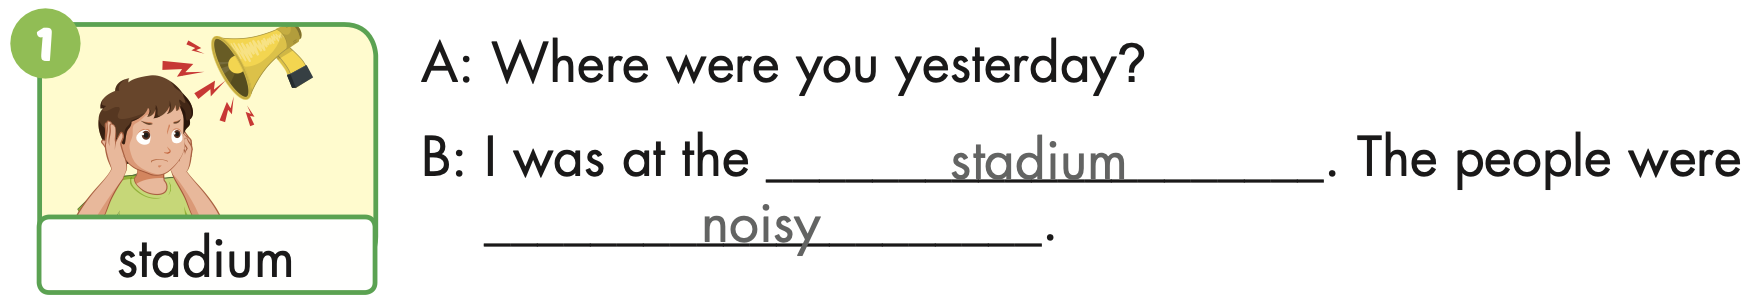 1
A: Where were you yesterday?
B: I was at the stadium. The people were
noisy.
stadium